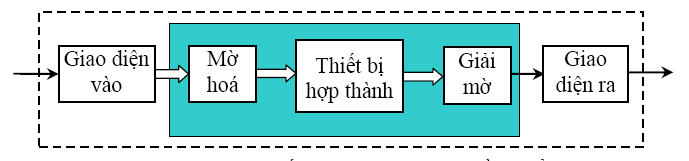 Giao diện
vào
Mờ
hoá
Thiết bị
hợp thành
Giải
mờ
Giao
diện ra